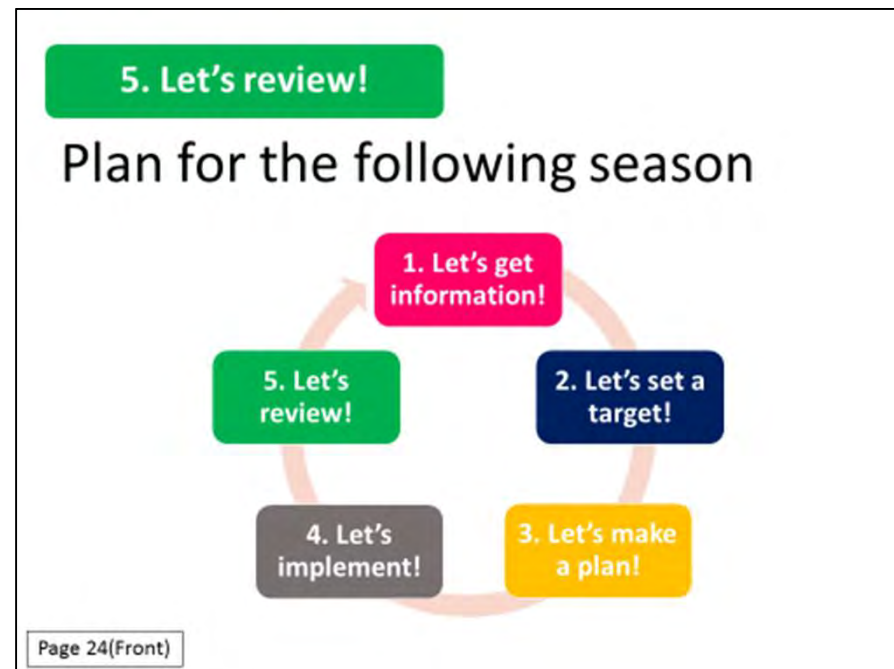 5. Let's review!
Plan for the following season
1. Let's get
information!
2. Let's set a
target!
3. Let's make
a plan!
4. Let's
implement!
5. Let's
review!
Page 24(Front)